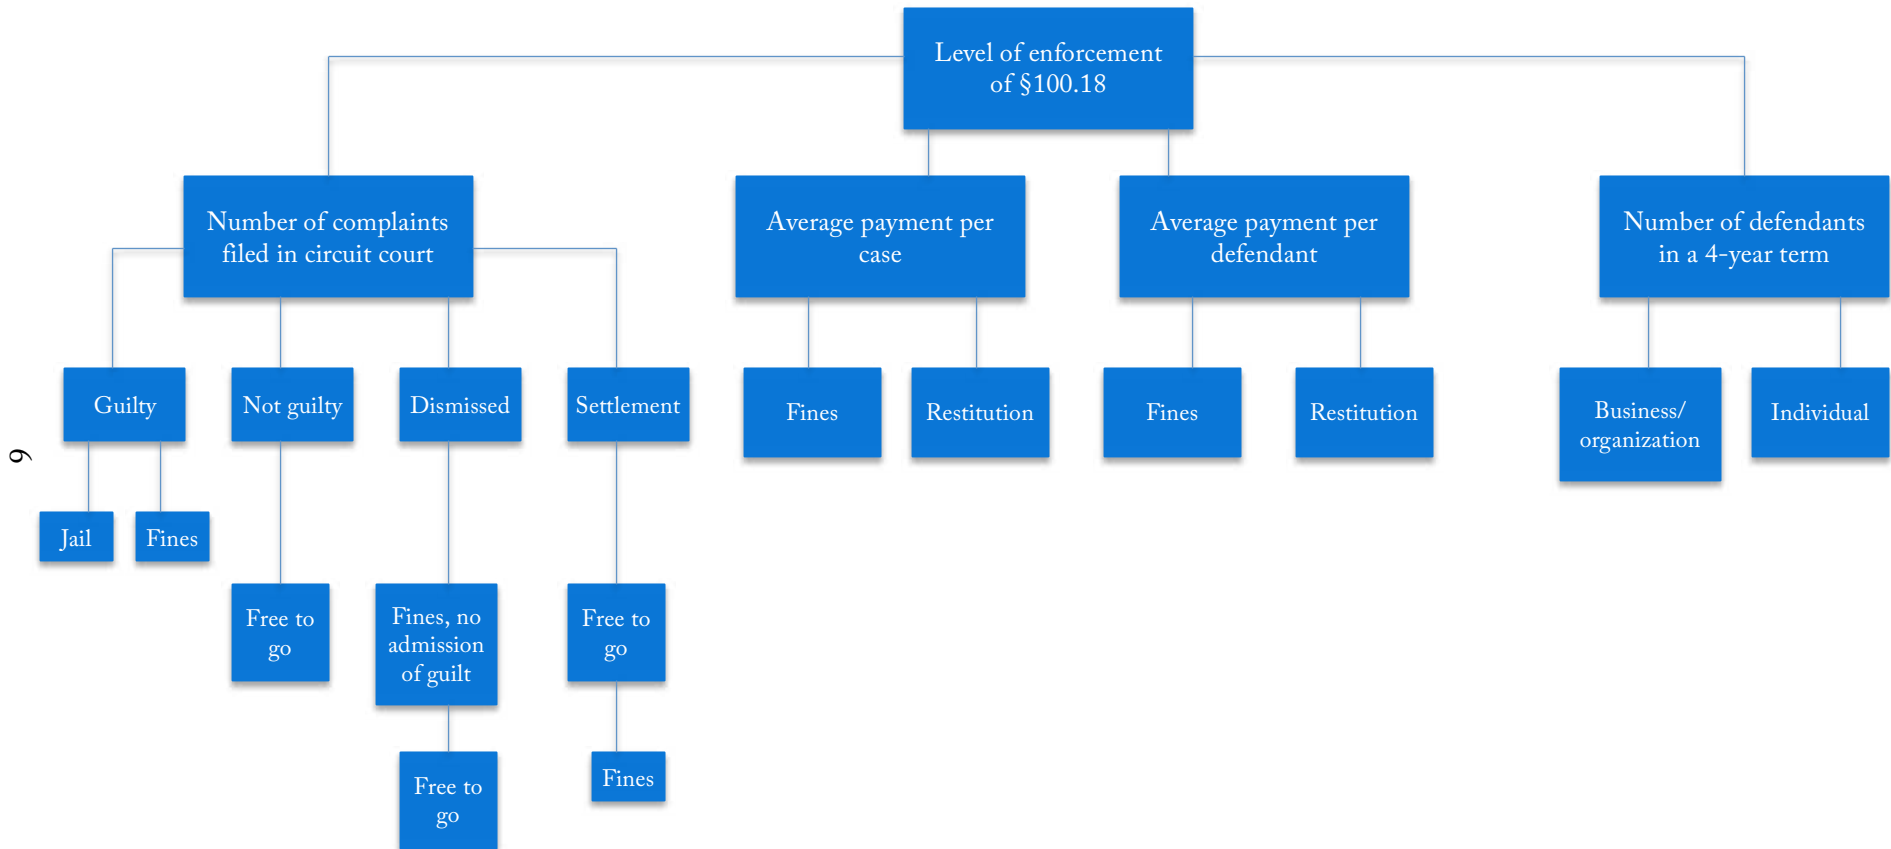 Level of enforcement
of §100.18
Number of complaints
filed in circuit court
Average payment per
case
Average payment per
defendant
Number of defendants
in a 4-year term
Guilty
Not guilty
Dismissed
Settlement
Fines
Restitution
Fines
Restitution
Business/
organization
Individual
9
Jail
Fines
Free to
go
Fines, no
admission
of guilt
Free to
go
Free to
go
Fines